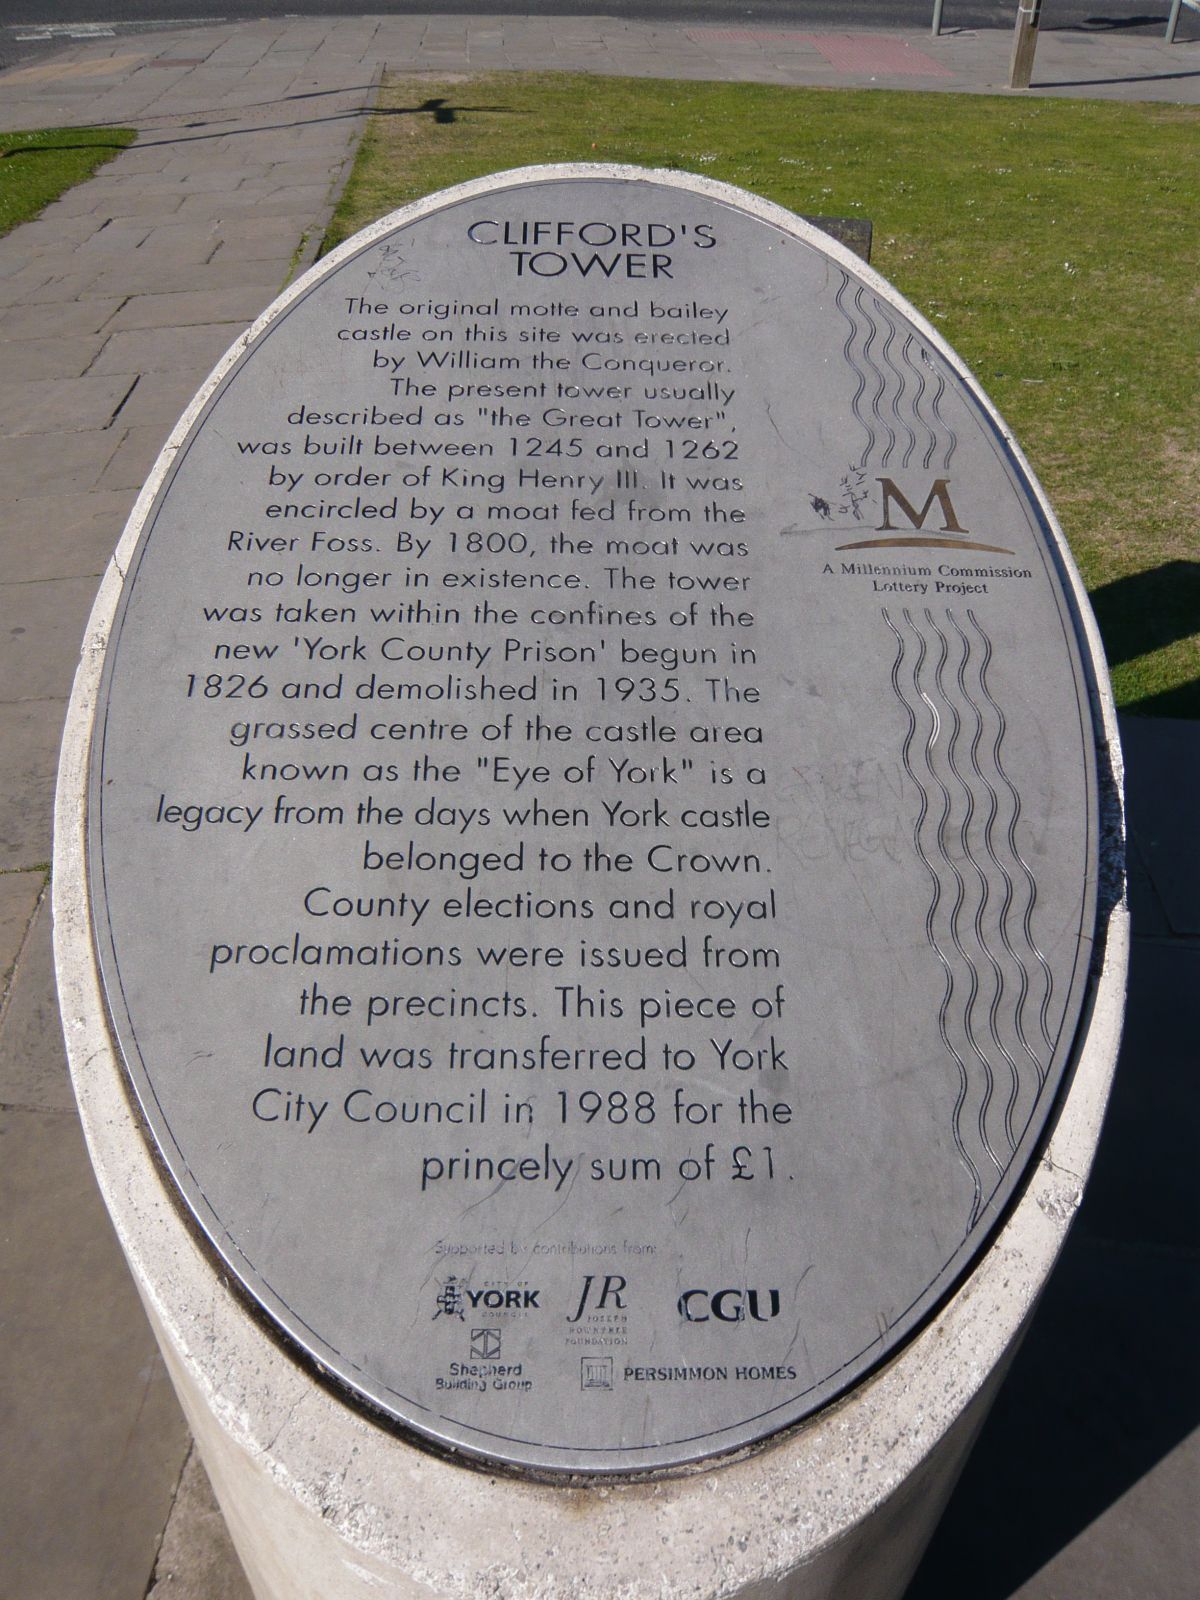 CLIFFORD'S
TOWER
The original motte and bailey
castle on this site was erected
by William the Conqueror.
The present tower usually
described as "the Great Tower",
was built between 1245 and 1262
by order of King Henry III. It was
encircled by a moat fed from the
River Foss. By 1800, the moat was
no longer in existence. The tower
was taken within the confines of the
new 'York County Prison' begun in
1826 and demolished in 1935. The
grassed centre of the castle area
known as the "Eye of York" is a
legacy from the days when York castle
belonged to the Crown.
County elections and royal
proclamations were issued from
the precincts. This piece of
land was transferred to York
City Council in 1988 for the
princely sum of £1.
M
A Millennium Commission
Lottery Project
Supported by contributions from:
CITY OF
YORK
COUNCIL
JR
JOSEPH
ROWNTREE
FOUNDATION
CGU
Shepherd
Building Group
PERSIMMON HOMES